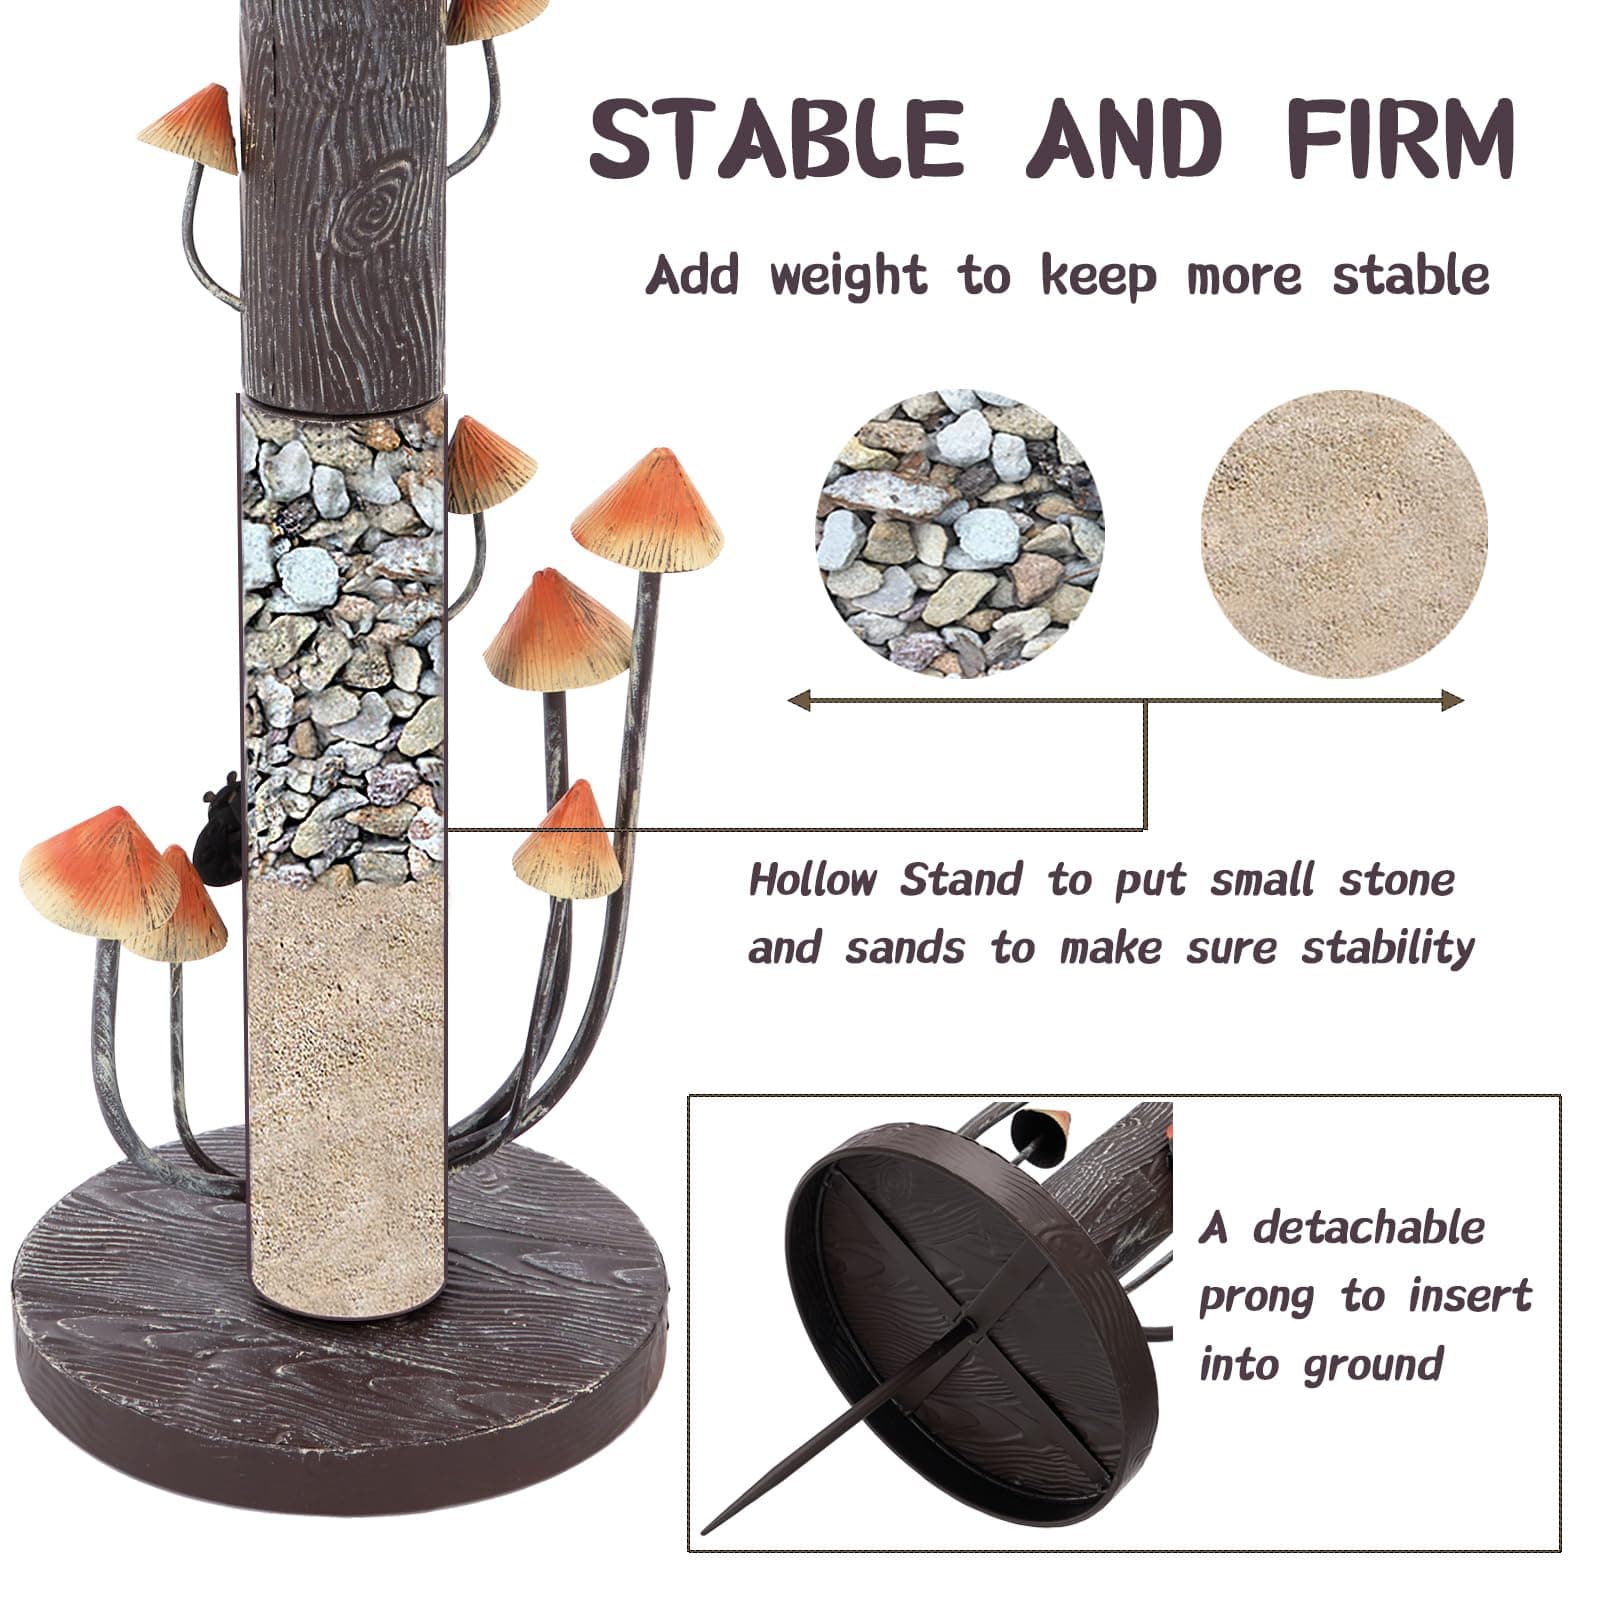 STABLE AND FIRM
Add weight to keep more stable
Hollow Stand to put small stone
and sands to make sure stability
A detachable
prong to insert
into ground